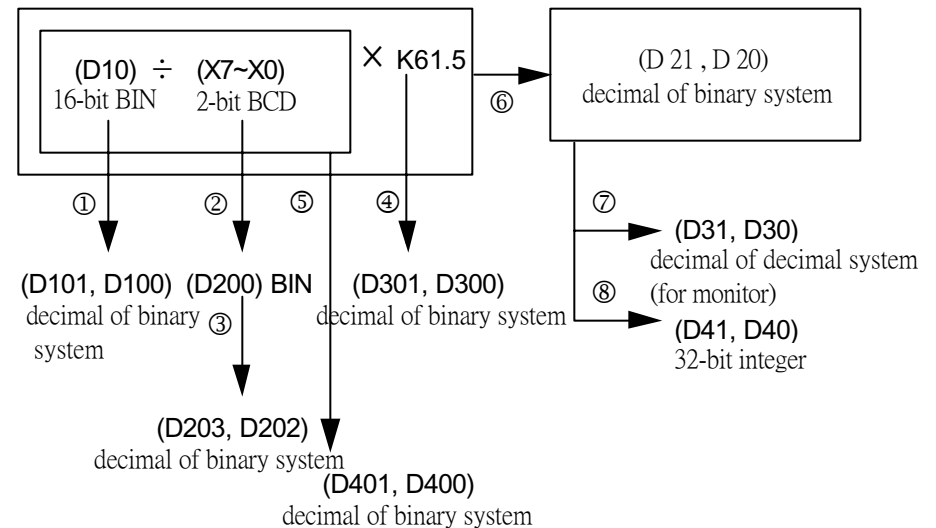 (D10) ÷ (X7~X0) × K61.5
16-bit BIN 2-bit BCD
⑥
(D 21 , D 20)
decimal of binary system
① ② ⑤ ④
(D101, D100) (D200) BIN (D301, D300)
decimal of binary ③ decimal of binary system
system
⑦
(D31, D30)
decimal of decimal system
(for monitor)
⑧
(D41, D40)
32-bit integer
(D203, D202)
decimal of binary system
(D401, D400)
decimal of binary system